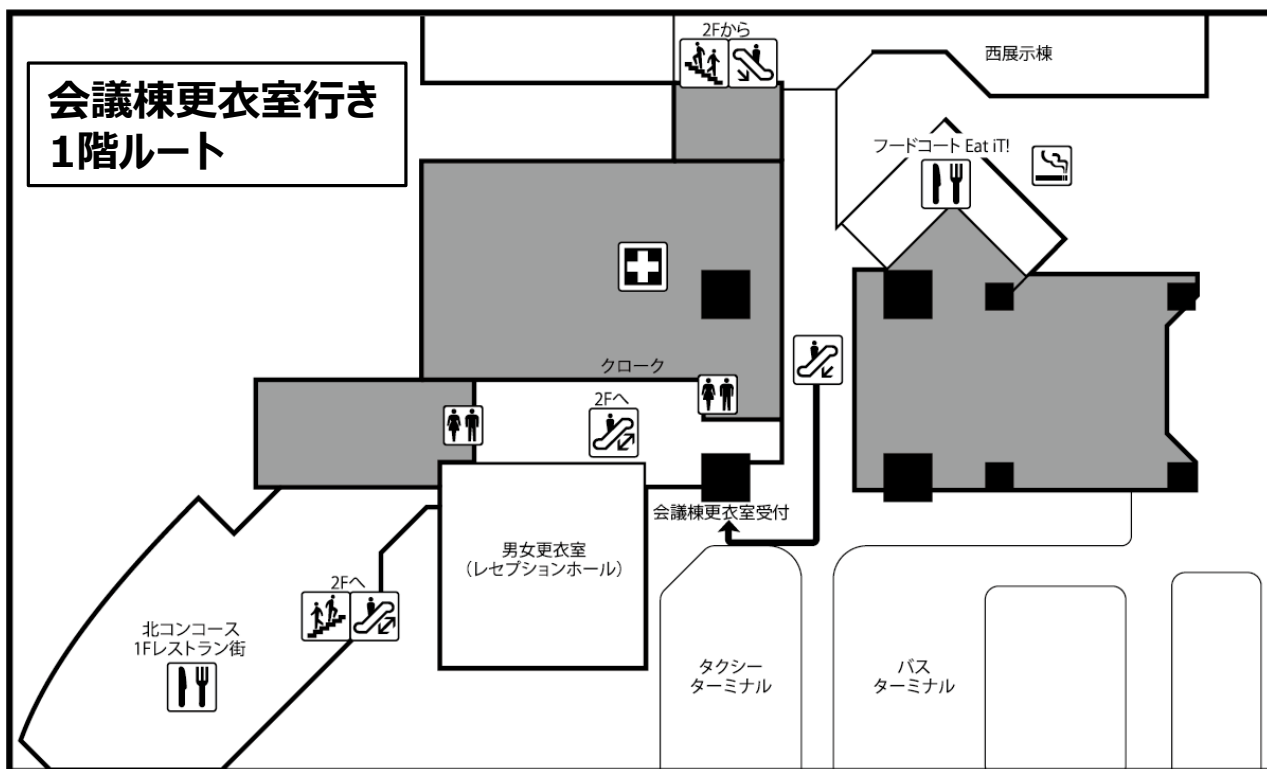 会議棟更衣室行き
1階ルート
2Fから
西展示棟
フードコート Eat iT!
クローク
2Fへ
会議棟更衣室受付
男女更衣室
(レセプションホール)
2Fへ
北コンコース
1Fレストラン街
タクシー
ターミナル
バス
ターミナル